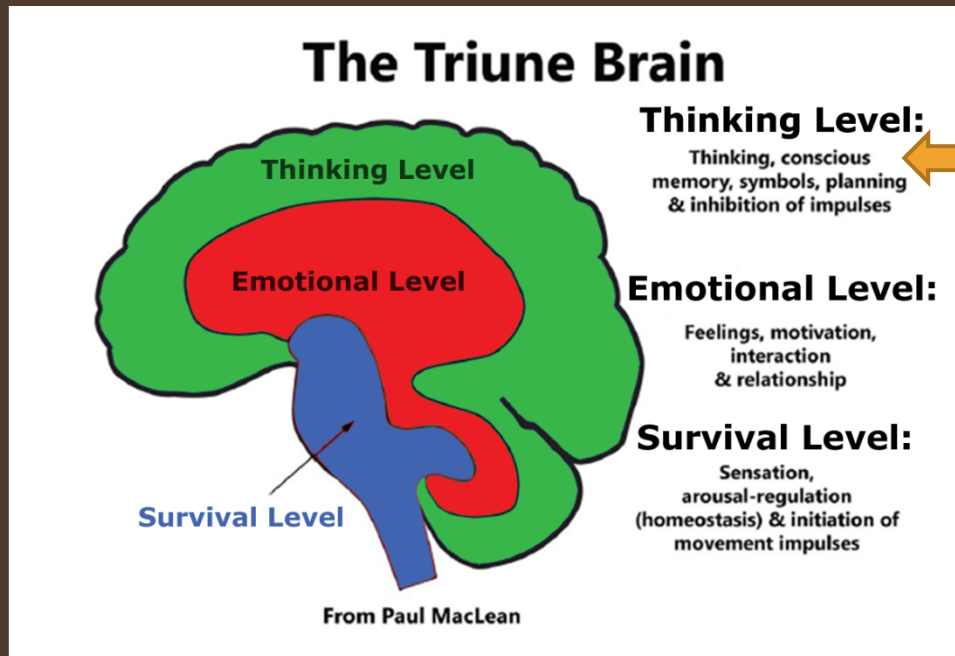 The Triune Brain
Thinking Level
Emotional Level
Survival Level
From Paul MacLean
Thinking Level:
Thinking, conscious
memory, symbols, planning
& inhibition of impulses
Emotional Level:
Feelings, motivation,
interaction
& relationship
Survival Level:
Sensation,
arousal-regulation
(homeostasis) & initiation of
movement impulses